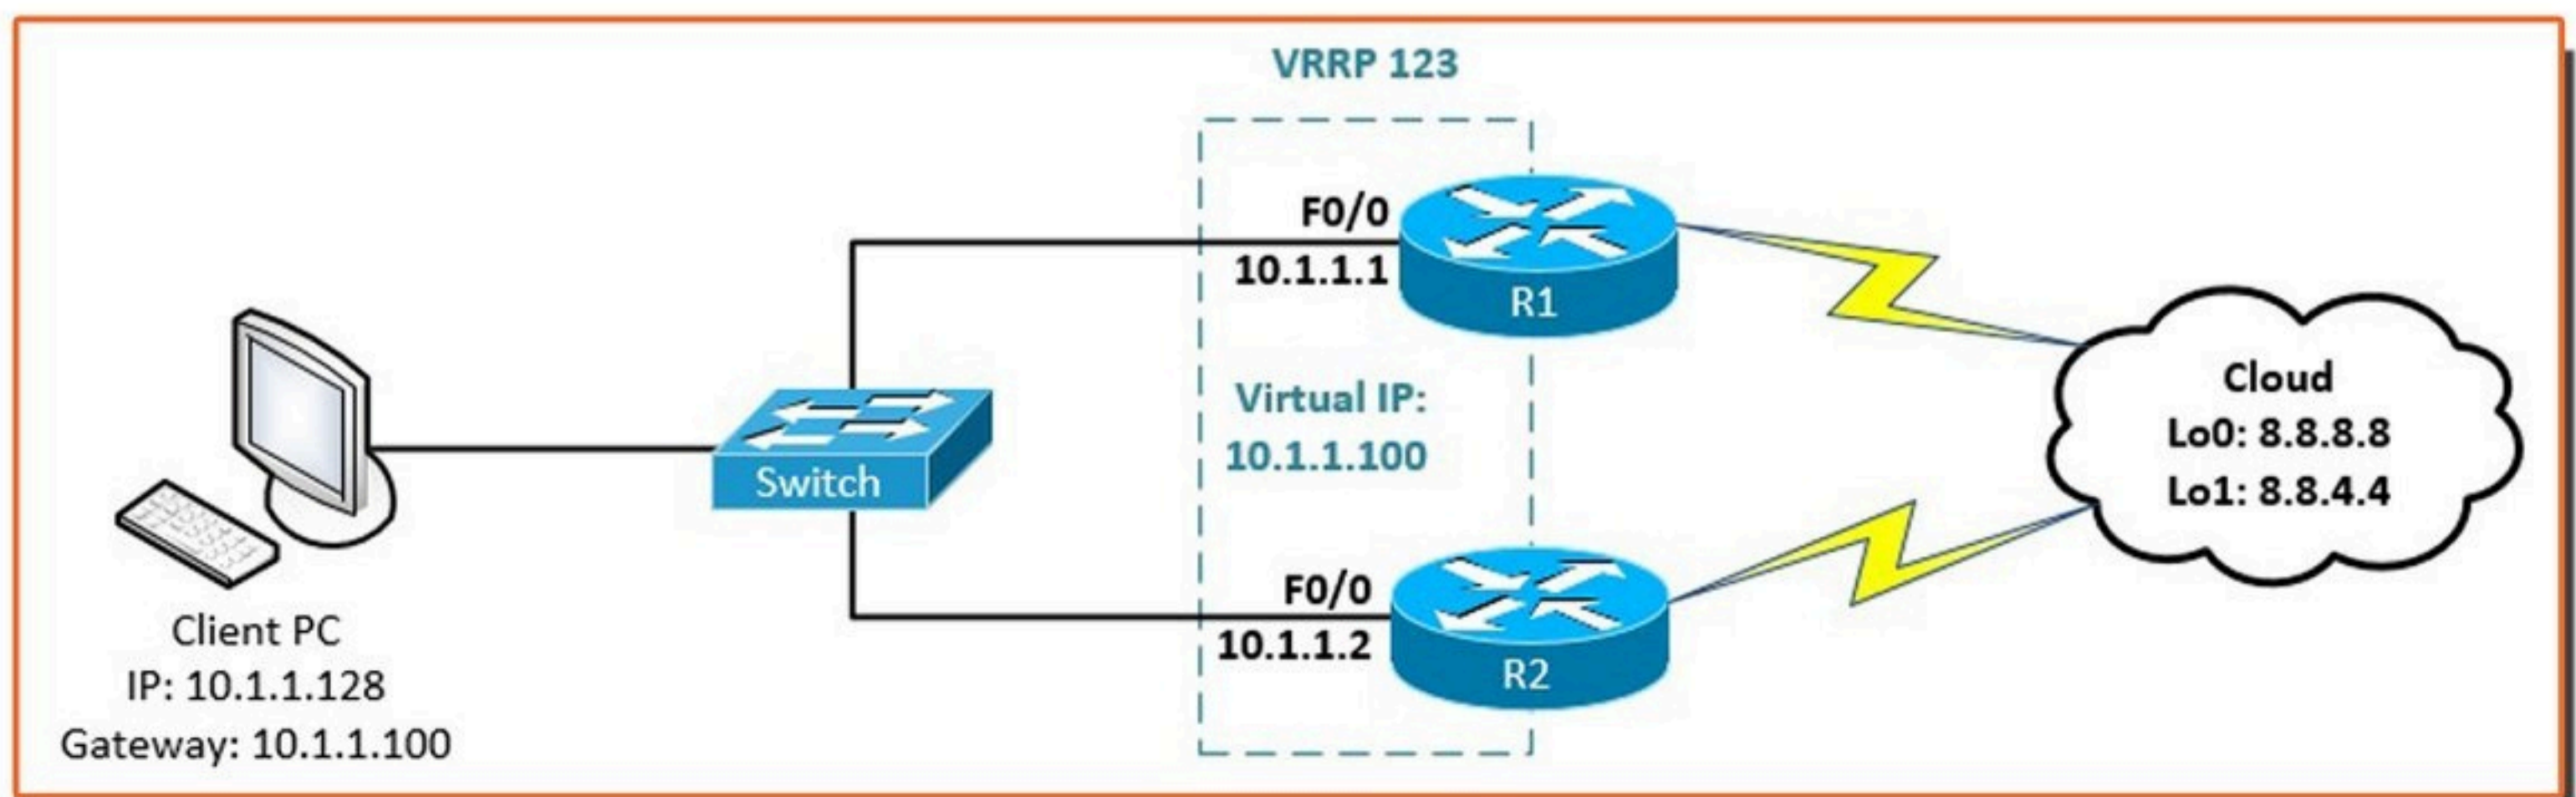 VRRP 123
F0/0
10.1.1.1
R1
Virtual IP:
10.1.1.100
Switch
F0/0
10.1.1.2
R2
Cloud
Lo0: 8.8.8.8
Lo1: 8.8.4.4
Client PC
IP: 10.1.1.128
Gateway: 10.1.1.100